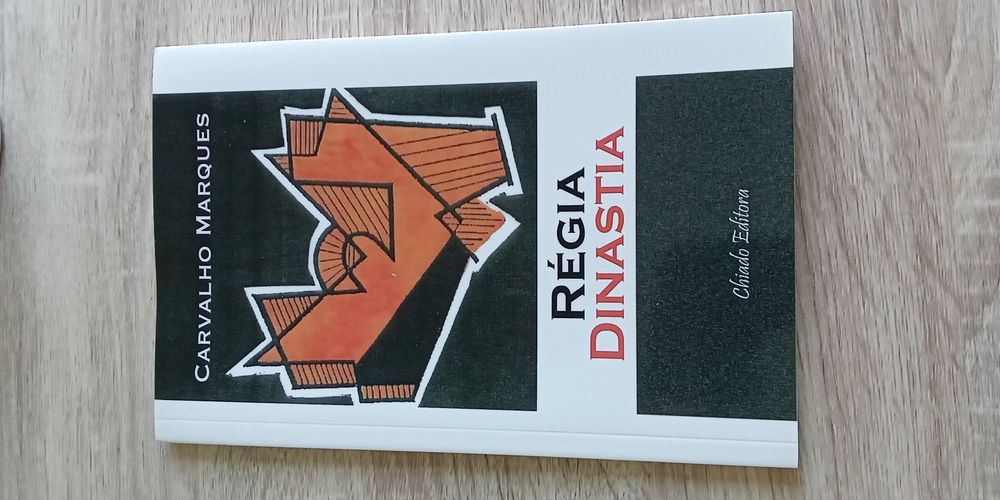 CARVALHO MARQUES
RÉGIA
DINASTIA
Chiado Editora